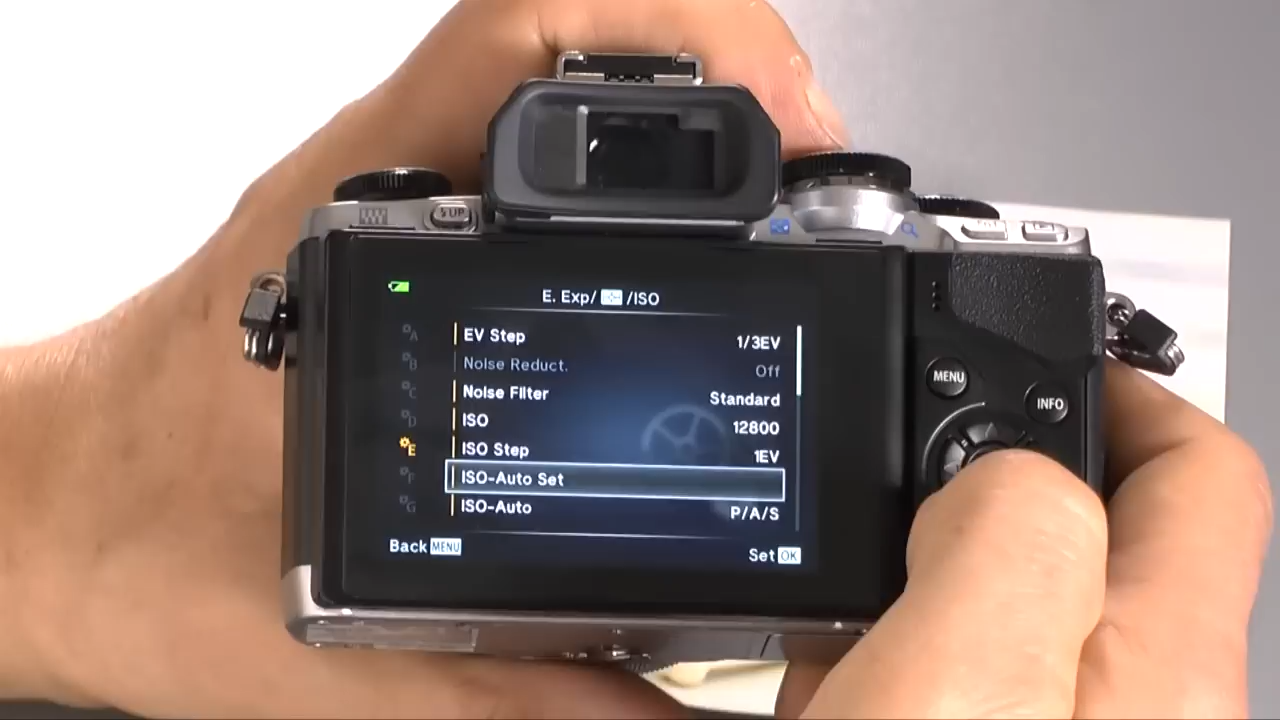 UP
E. Exp/ /ISO
A
EV Step 1/3EV
B
Noise Reduct. Off
C
Noise Filter Standard
D
ISO 12800
E
ISO Step 1EV
F
ISO-Auto Set
G
ISO-Auto P/A/S
Back MENU
Set OK
MENU
INFO